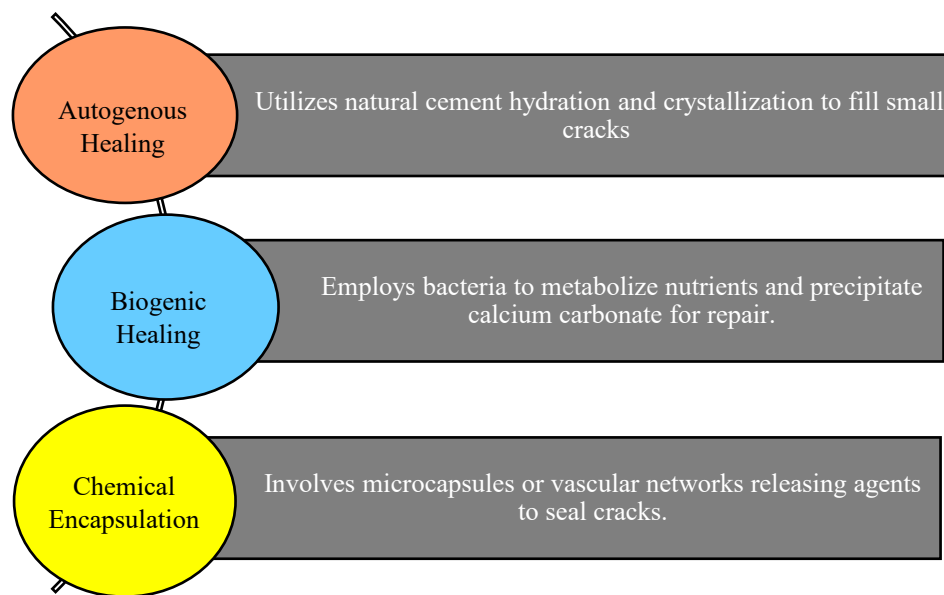 Autogenous
Healing
Utilizes natural cement hydration and crystallization to fill small
cracks
Biogenic
Healing
Employs bacteria to metabolize nutrients and precipitate
calcium carbonate for repair.
Chemical
Encapsulation
Involves microcapsules or vascular networks releasing agents
to seal cracks.